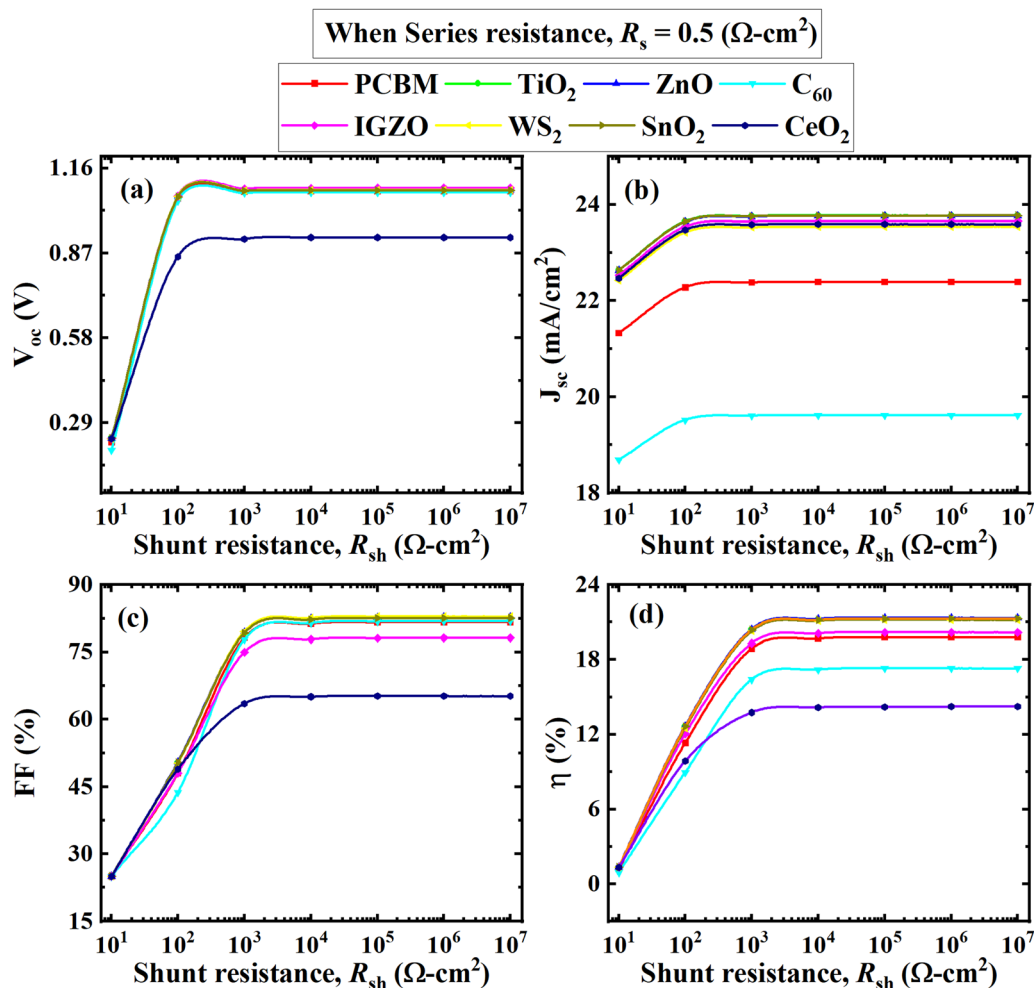 When Series resistance, Rs = 0.5 (Ω-cm²)
PCBM TiO₂ ZnO C₆₀
IGZO WS₂ SnO₂ CeO₂
(a)
1.16
0.87
0.58
0.29
Voc (V)
10¹ 10² 10³ 10⁴ 10⁵ 10⁶ 10⁷
Shunt resistance, Rsh (Ω-cm²)
(b)
24
22
20
18
Jsc (mA/cm²)
10¹ 10² 10³ 10⁴ 10⁵ 10⁶ 10⁷
Shunt resistance, Rsh (Ω-cm²)
(c)
90
75
60
45
30
15
FF (%)
10¹ 10² 10³ 10⁴ 10⁵ 10⁶ 10⁷
Shunt resistance, Rsh (Ω-cm²)
(d)
24
18
12
6
0
η (%)
10¹ 10² 10³ 10⁴ 10⁵ 10⁶ 10⁷
Shunt resistance, Rsh (Ω-cm²)